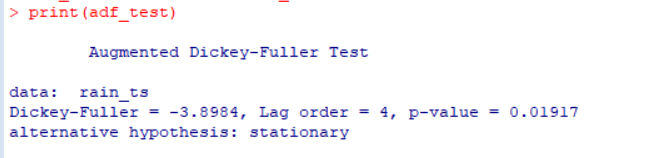 > print(adf_test)
Augmented Dickey-Fuller Test
data:  rain_ts
Dickey-Fuller = -3.8984, Lag order = 4, p-value = 0.01917
alternative hypothesis: stationary